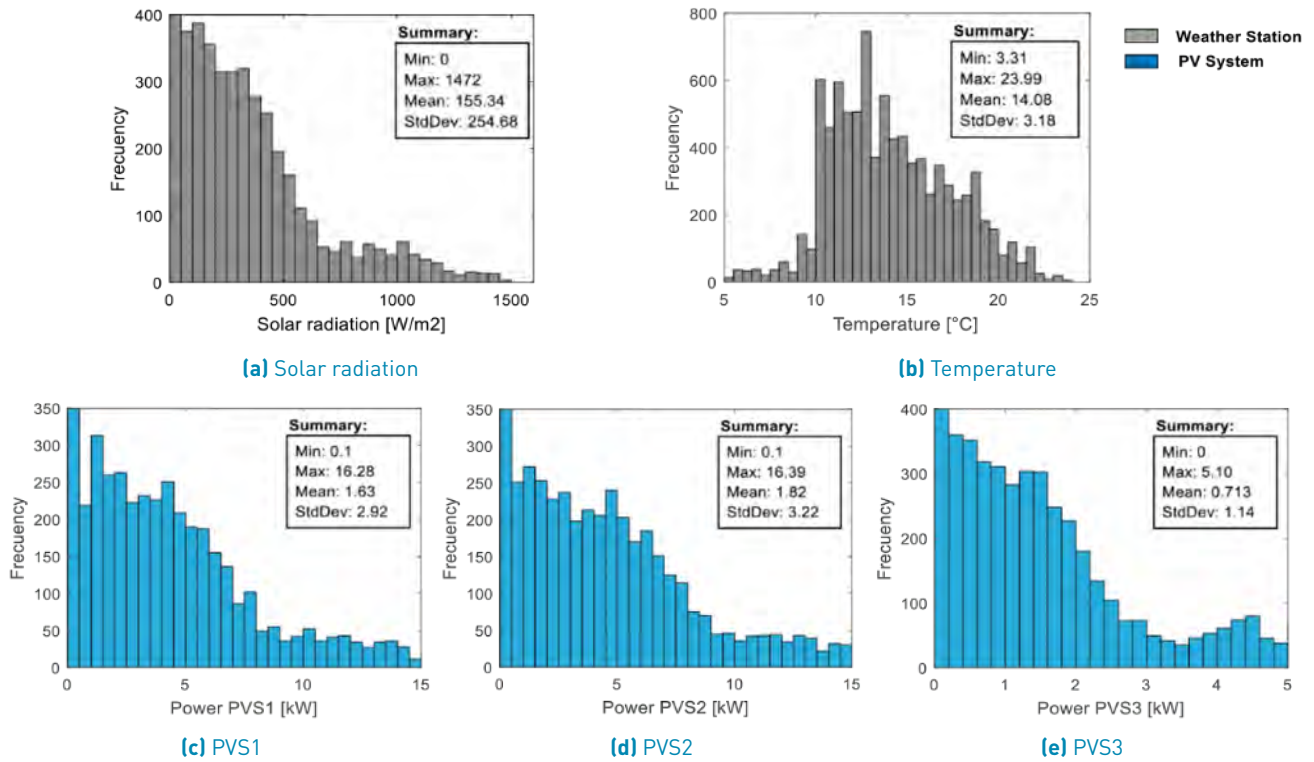 Summary:
Min: 0
Max: 1472
Mean: 155.34
StdDev: 254.68
400
300
200
100
0
Frecuency
0 500 1000 1500
Solar radiation [W/m2]
(a) Solar radiation
Summary:
Min: 3.31
Max: 23.99
Mean: 14.08
StdDev: 3.18
800
600
400
200
0
Frecuency
5 10 15 20 25
Temperature [°C]
(b) Temperature
Weather Station
PV System
Summary:
Min: 0.1
Max: 16.28
Mean: 1.63
StdDev: 2.92
350
300
250
200
150
100
50
0
Frecuency
0 5 10 15
Power PVS1 [kW]
(c) PVS1
Summary:
Min: 0.1
Max: 16.39
Mean: 1.82
StdDev: 3.22
350
300
250
200
150
100
50
0
Frecuency
0 5 10 15
Power PVS2 [kW]
(d) PVS2
Summary:
Min: 0
Max: 5.10
Mean: 0.713
StdDev: 1.14
400
300
200
100
0
Frecuency
0 1 2 3 4 5
Power PVS3 [kW]
(e) PVS3